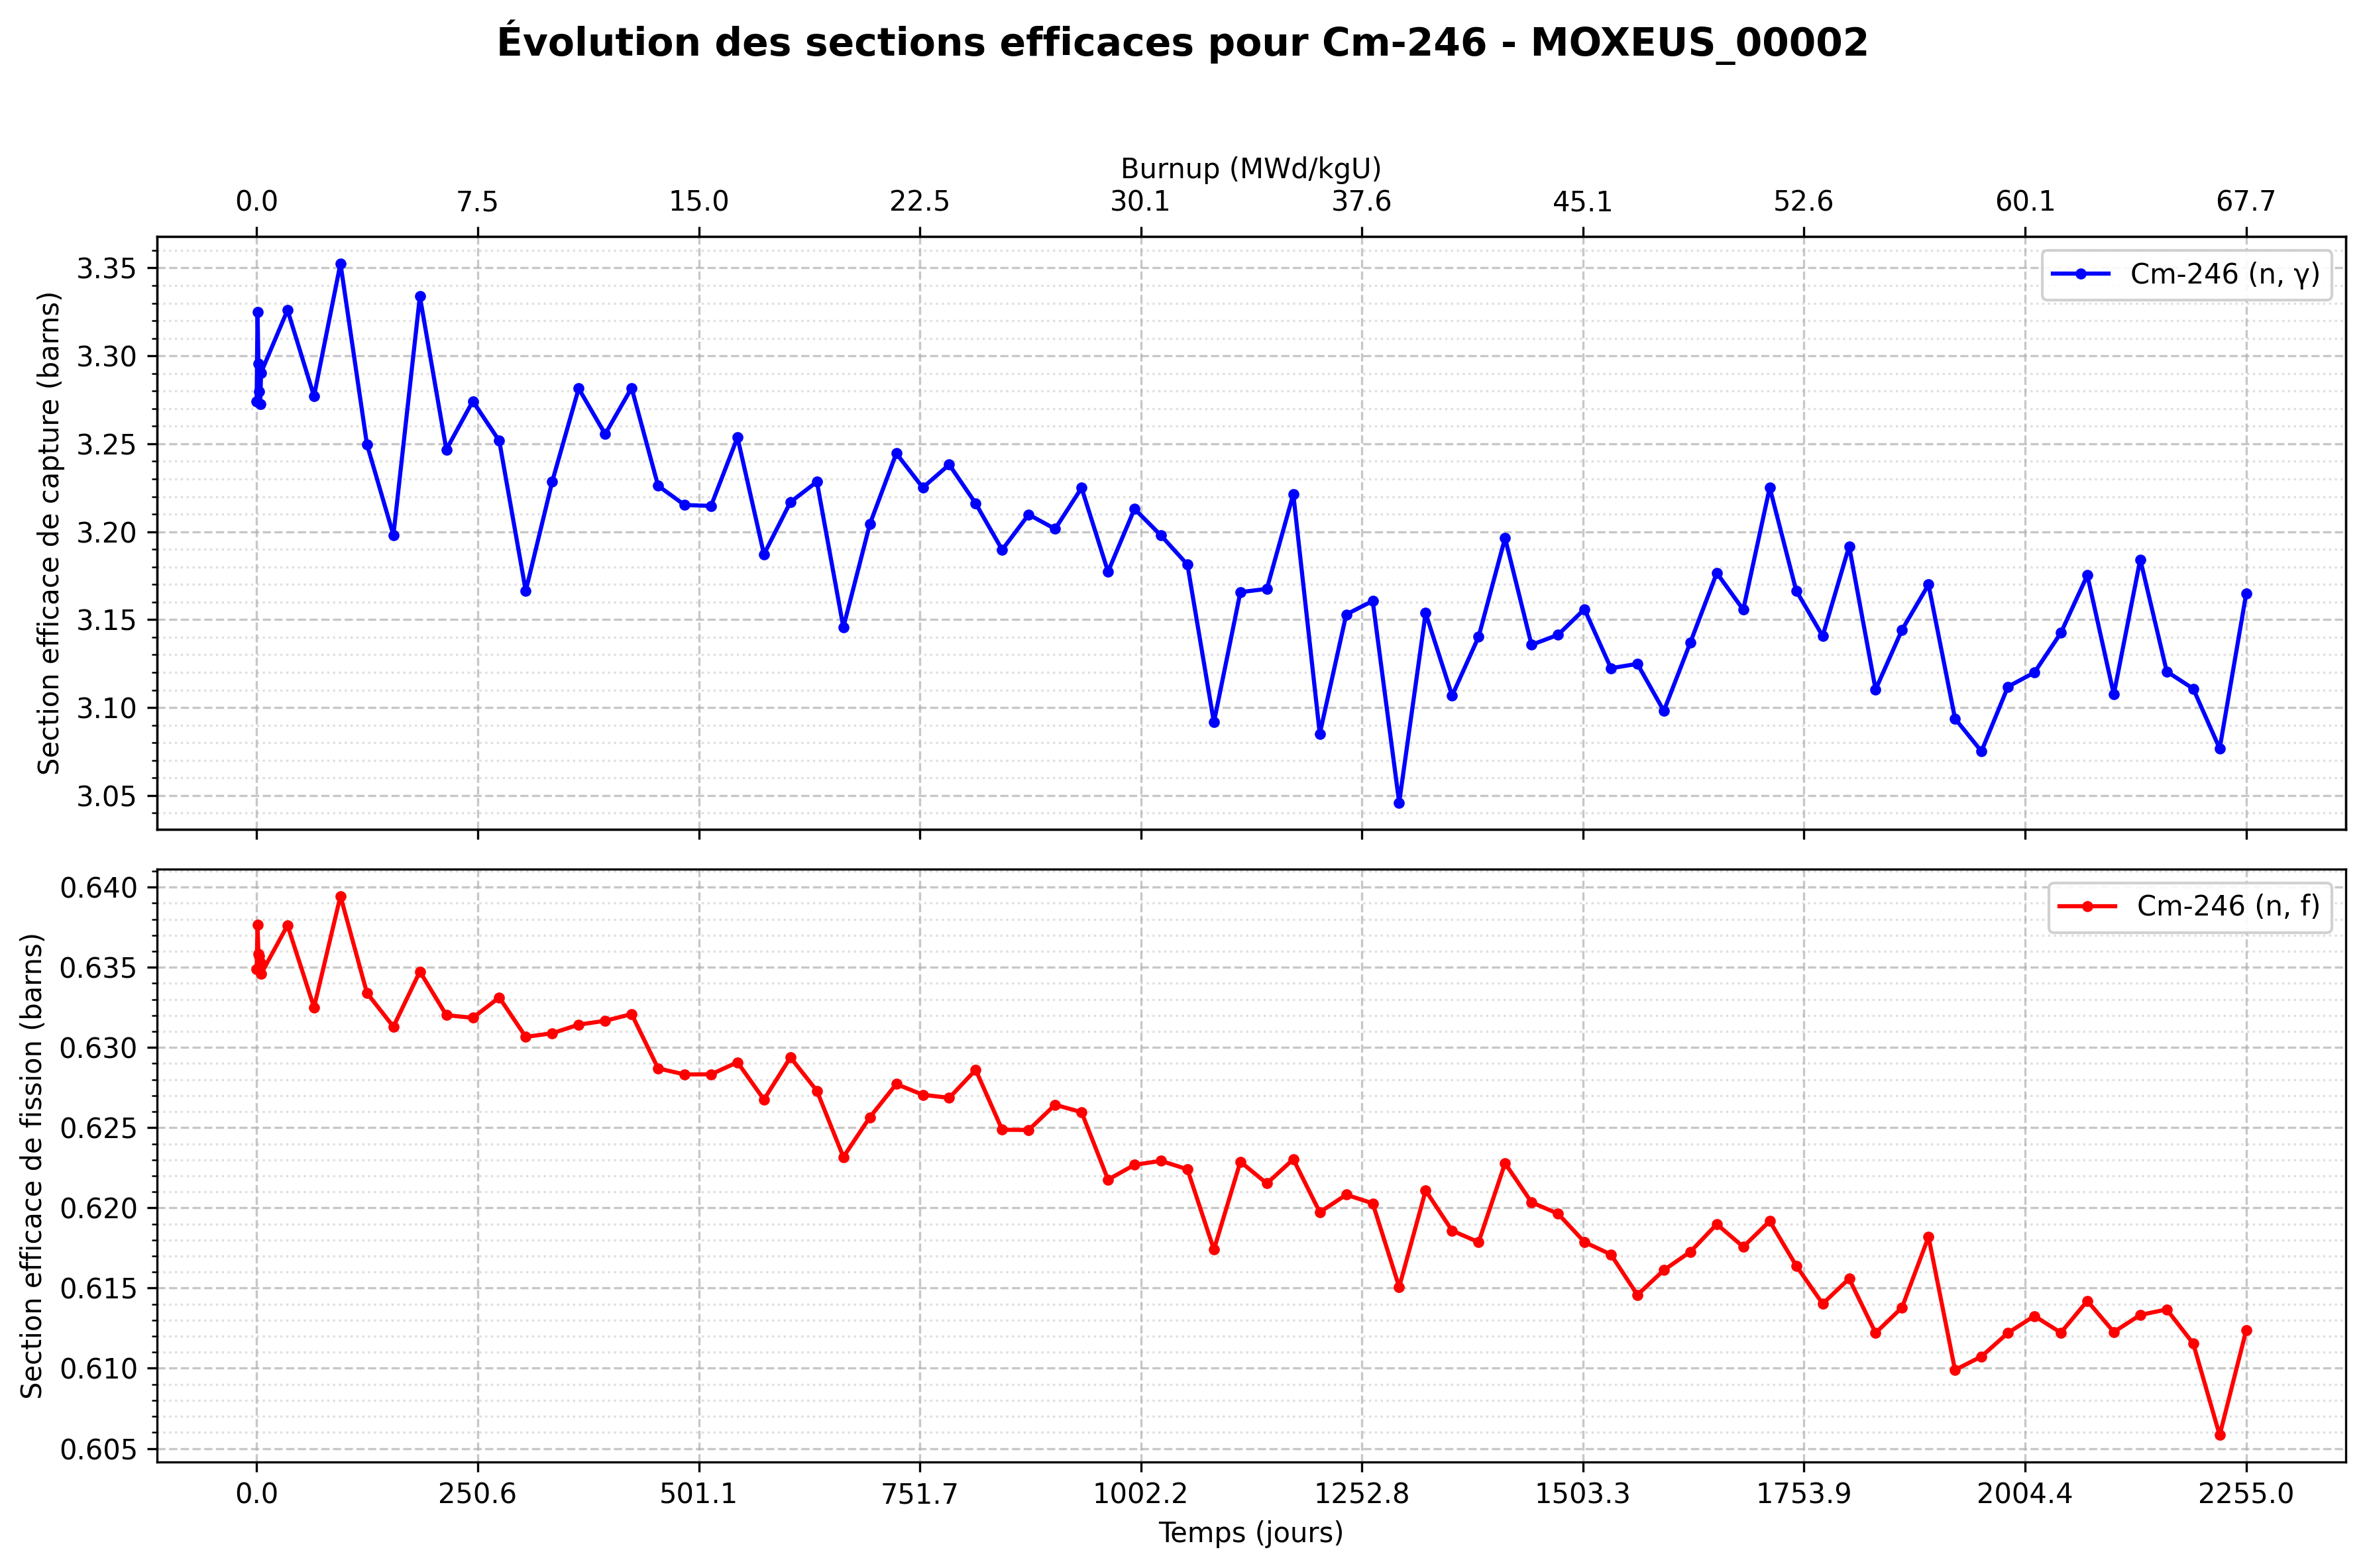 Évolution des sections efficaces pour Cm-246 - MOXEUS_00002
Burnup (MWd/kgU)
0.0 7.5 15.0 22.5 30.1 37.6 45.1 52.6 60.1 67.7
Section efficace de capture (barns)
3.35
3.30
3.25
3.20
3.15
3.10
3.05
Cm-246 (n, γ)
Section efficace de fission (barns)
0.640
0.635
0.630
0.625
0.620
0.615
0.610
0.605
Cm-246 (n, f)
0.0 250.6 501.1 751.7 1002.2 1252.8 1503.3 1753.9 2004.4 2255.0
Temps (jours)